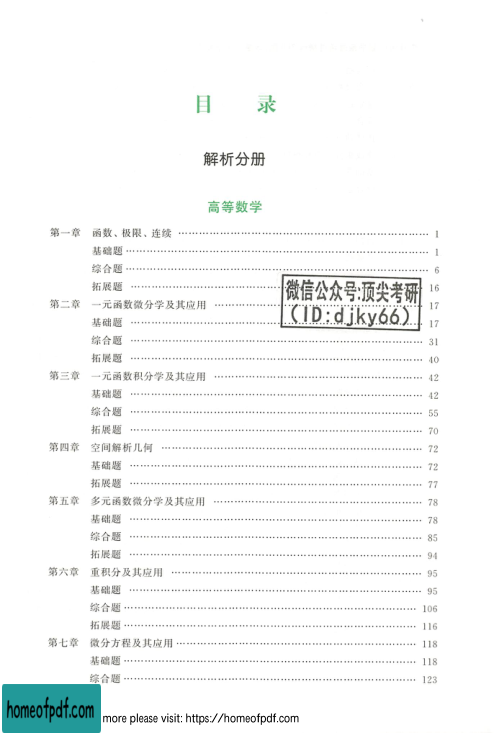 目 录
解析分册
高等数学
第一章 函数、极限、连续 …… 1
基础题 …… 1
综合题 …… 6
拓展题 …… 16
微信公众号:顶尖考研
(ID:djky66)
第二章 一元函数微分学及其应用 …… 17
基础题 …… 17
综合题 …… 31
拓展题 …… 40
第三章 一元函数积分学及其应用 …… 42
基础题 …… 42
综合题 …… 55
拓展题 …… 70
第四章 空间解析几何 …… 72
基础题 …… 72
拓展题 …… 77
第五章 多元函数微分学及其应用 …… 78
基础题 …… 78
综合题 …… 85
拓展题 …… 94
第六章 重积分及其应用 …… 95
基础题 …… 95
综合题 …… 106
拓展题 …… 116
第七章 微分方程及其应用 …… 118
基础题 …… 118
综合题 …… 123
homeofpdf.com
more please visit: https://homeofpdf.com